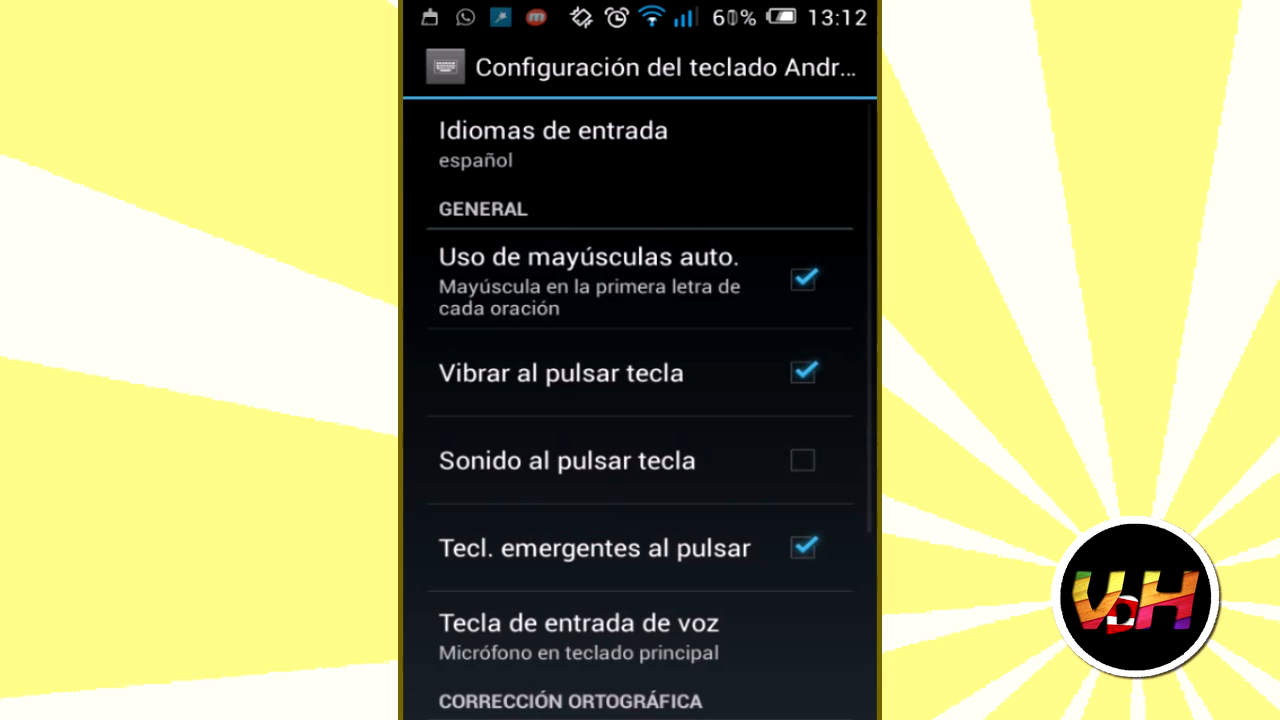 60% 13:12
Configuración del teclado Andr...
Idiomas de entrada
español
GENERAL
Uso de mayúsculas auto.
Mayúscula en la primera letra de
cada oración
Vibrar al pulsar tecla
Sonido al pulsar tecla
Tecl. emergentes al pulsar
Tecla de entrada de voz
Micrófono en teclado principal
CORRECCIÓN ORTOGRÁFICA
VDH